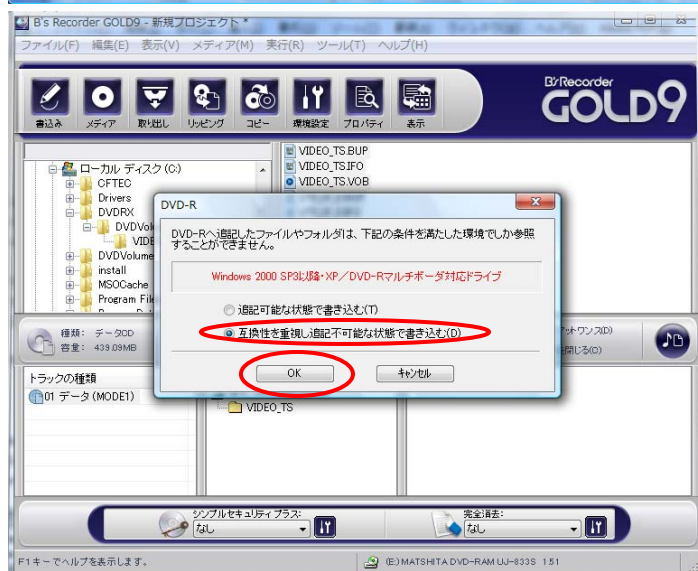 B's Recorder GOLD9 - 新規プロジェクト *
ファイル(F) 編集(E) 表示(V) メディア(M) 実行(R) ツール(T) ヘルプ(H)
書込み メディア 取り出し リッピング コピー 環境設定 プロパティ 表示
B's Recorder
GOLD9
ローカル ディスク (C:)
CFTEC
Drivers
DVDRX
DVDVol
VIDE
DVDVolume
install
MSOCache
Program File
VIDEO_TS.BUP
VIDEO_TS.IFO
VIDEO_TS.VOB
DVD-R
DVD-Rへ追記したファイルやフォルダは、下記の条件を満たした環境でしか参照
することができません。
Windows 2000 SP3以降・XP/DVD-Rマルチボーダ対応ドライブ
追記可能な状態で書き込む(T)
互換性を重視し追記不可能な状態で書き込む(D)
OK キャンセル
種類: データCD
容量: 439.09MB
トワンス(D)
閉じる(C)
トラックの種類
01 データ (MODE1)
VIDEO_TS
シンプルセキュリティプラス:
なし
完全消去:
なし
F1キーでヘルプを表示します。
(E:) MATSHITA DVD-RAM UJ-833S 1.51